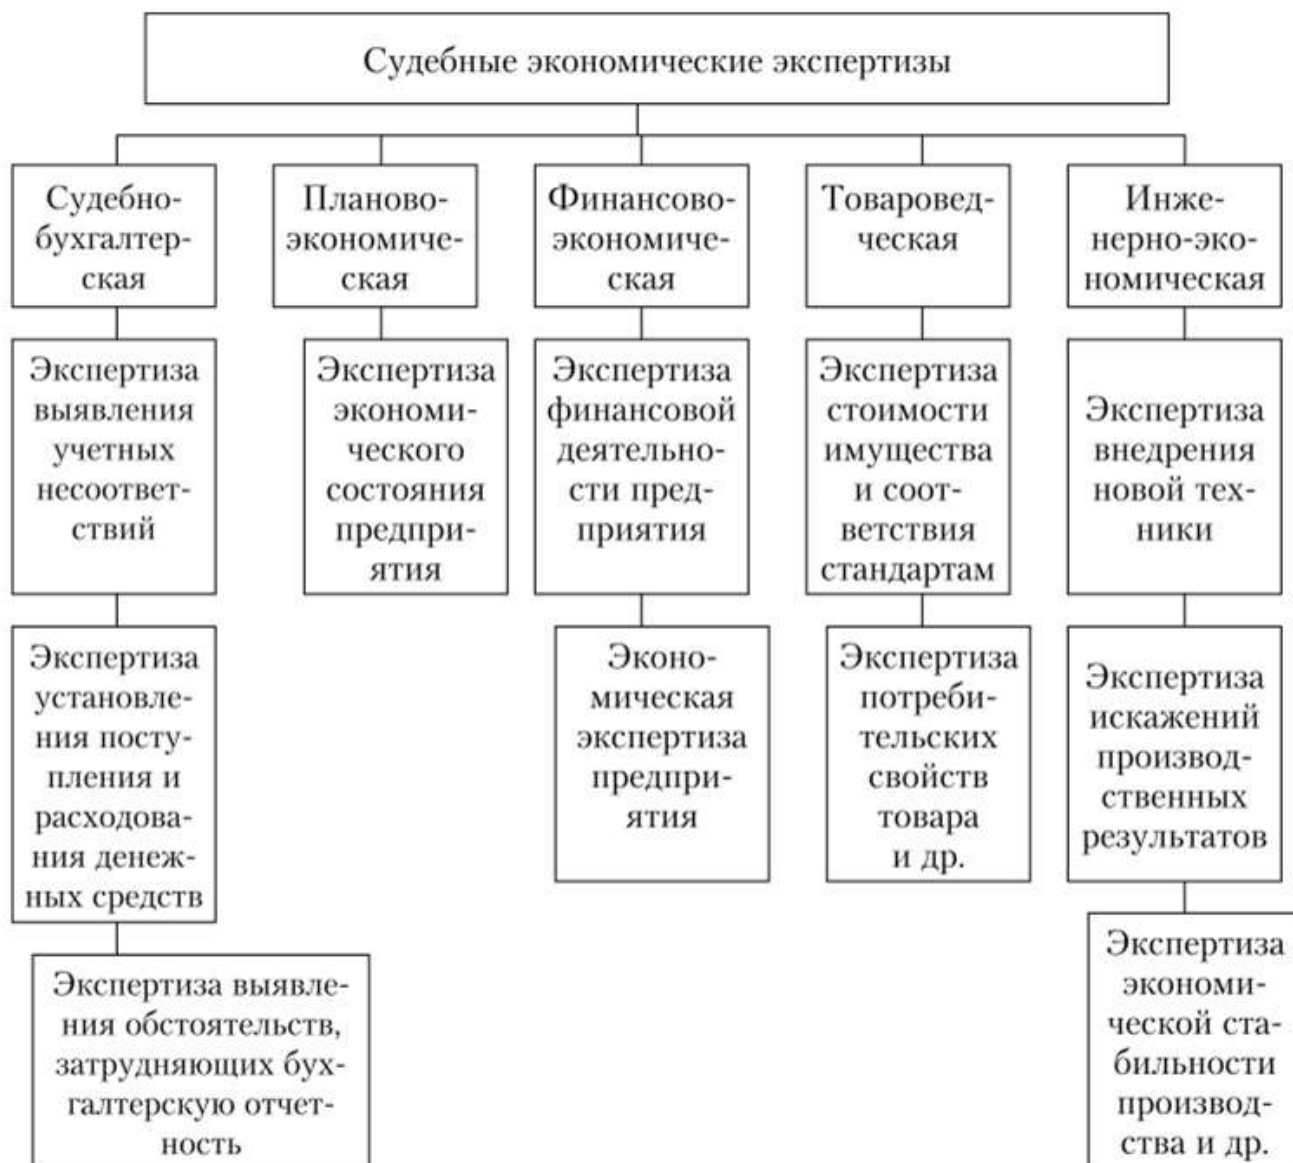 Судебные экономические экспертизы
Судебно-
бухгалтер-
ская
Планово-
экономиче-
ская
Финансово-
экономиче-
ская
Товаровед-
ческая
Инже-
нерно-эко-
номическая
Экспертиза
выявления
учетных
несоответ-
ствий
Экспертиза
экономи-
ческого
состояния
предпри-
ятия
Экспертиза
финансовой
деятельно-
сти пред-
приятия
Экспертиза
стоимости
имущества
и соот-
ветствия
стандартам
Экспертиза
внедрения
новой тех-
ники
Экспертиза
установле-
ния посту-
пления и
расходова-
ния денеж-
ных средств
Эконо-
мическая
экспертиза
предпри-
ятия
Экспертиза
потреби-
тельских
свойств
товара
и др.
Экспертиза
искажений
производ-
ственных
результатов
Экспертиза выявле-
ния обстоятельств,
затрудняющих бух-
галтерскую отчет-
ность
Экспертиза
экономи-
ческой ста-
бильности
производ-
ства и др.